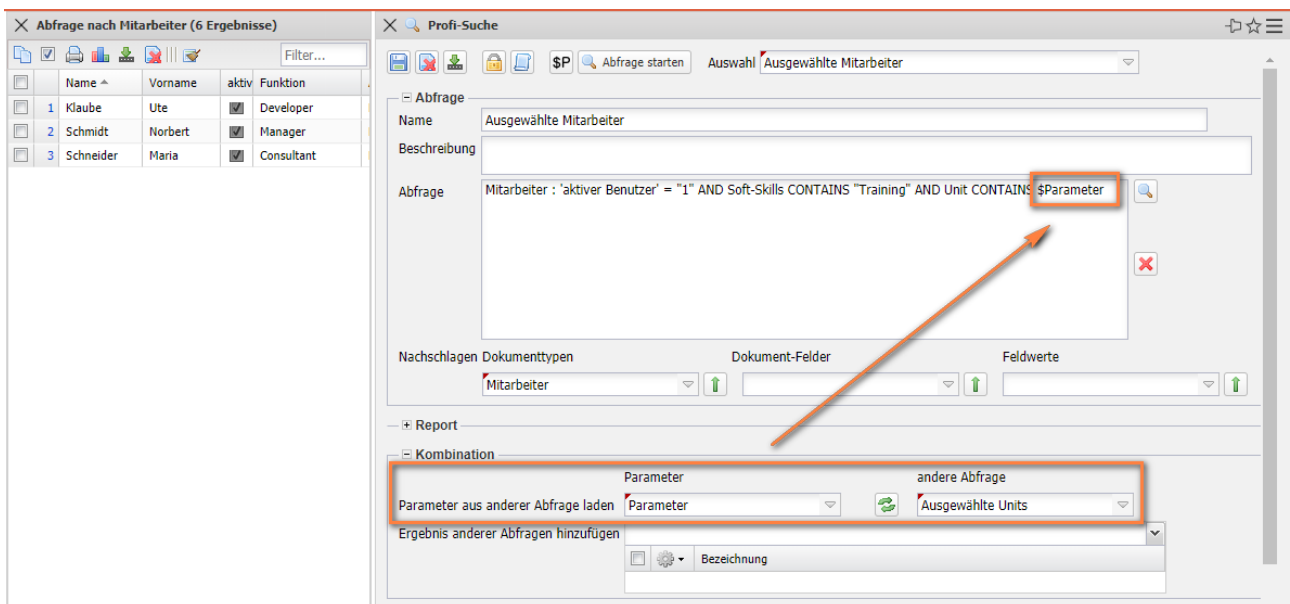 Abfrage nach Mitarbeiter (6 Ergebnisse)
Filter...
Name Vorname aktiv Funktion
1 Klaube Ute Developer
2 Schmidt Norbert Manager
3 Schneider Maria Consultant
Profi-Suche
$P Abfrage starten Auswahl Ausgewählte Mitarbeiter
Abfrage
Name Ausgewählte Mitarbeiter
Beschreibung
Abfrage Mitarbeiter : 'aktiver Benutzer' = "1" AND Soft-Skills CONTAINS "Training" AND Unit CONTAINS $Parameter
Nachschlagen Dokumenttypen Dokument-Felder Feldwerte
Mitarbeiter
Report
Kombination
Parameter andere Abfrage
Parameter aus anderer Abfrage laden Parameter Ausgewählte Units
Ergebnis anderer Abfragen hinzufügen
Bezeichnung